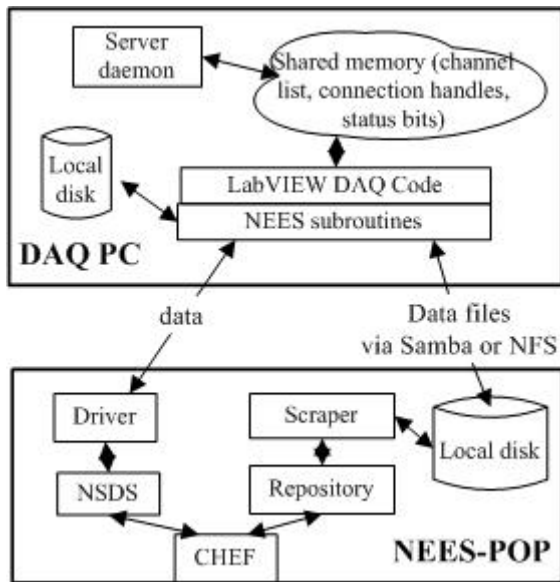 Server
daemon
Shared memory (channel
list, connection handles,
status bits)
Local
disk
LabVIEW DAQ Code
NEES subroutines
DAQ PC
data
Data files
via Samba or NFS
Driver
Scraper
Local disk
NSDS
Repository
CHEF
NEES-POP